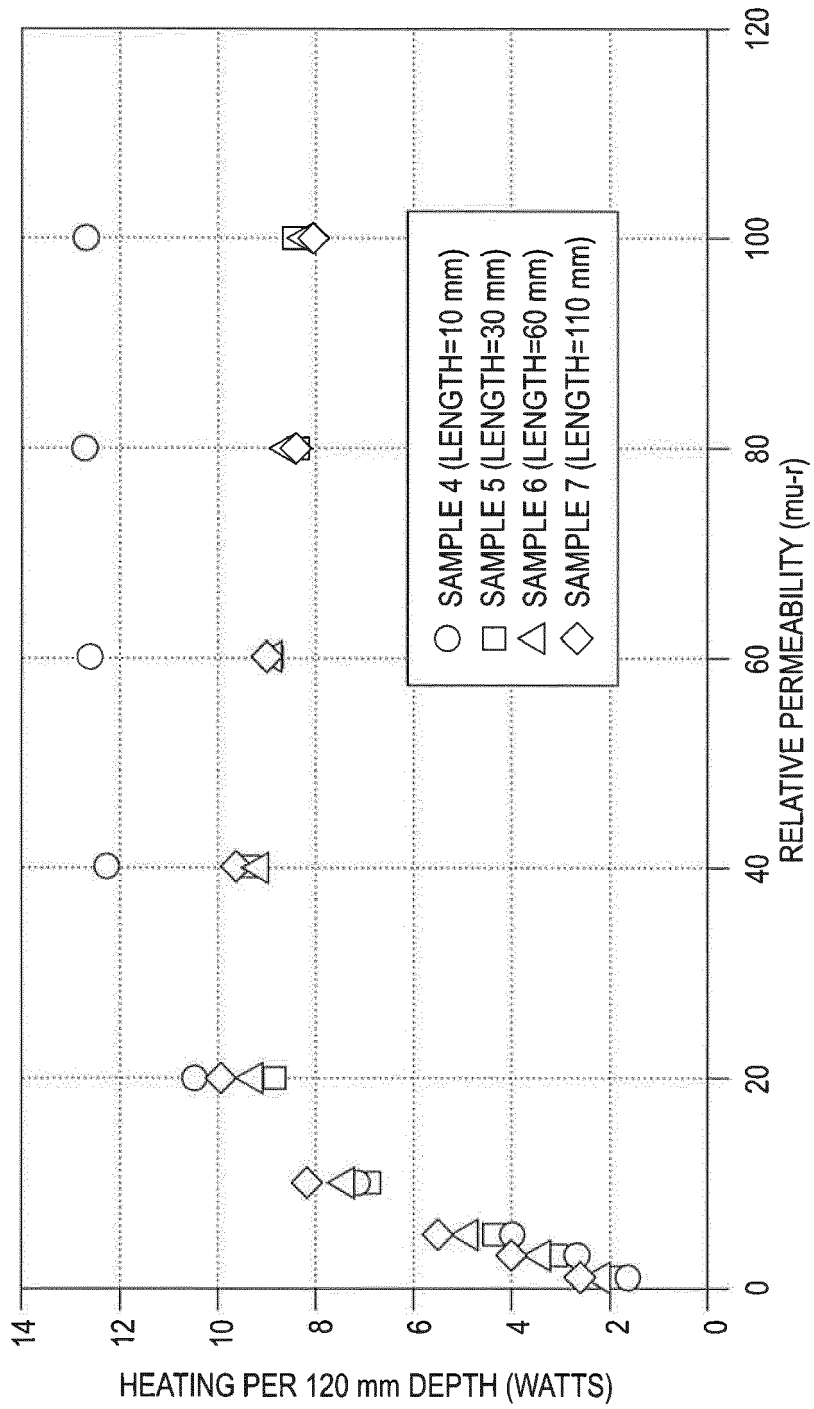 HEATING PER 120 mm DEPTH (WATTS)
14
12
10
8
6
4
2
0
SAMPLE 4 (LENGTH=10 mm)
SAMPLE 5 (LENGTH=30 mm)
SAMPLE 6 (LENGTH=60 mm)
SAMPLE 7 (LENGTH=110 mm)
0
20
40
60
80
100
120
RELATIVE PERMEABILITY (mu-r)